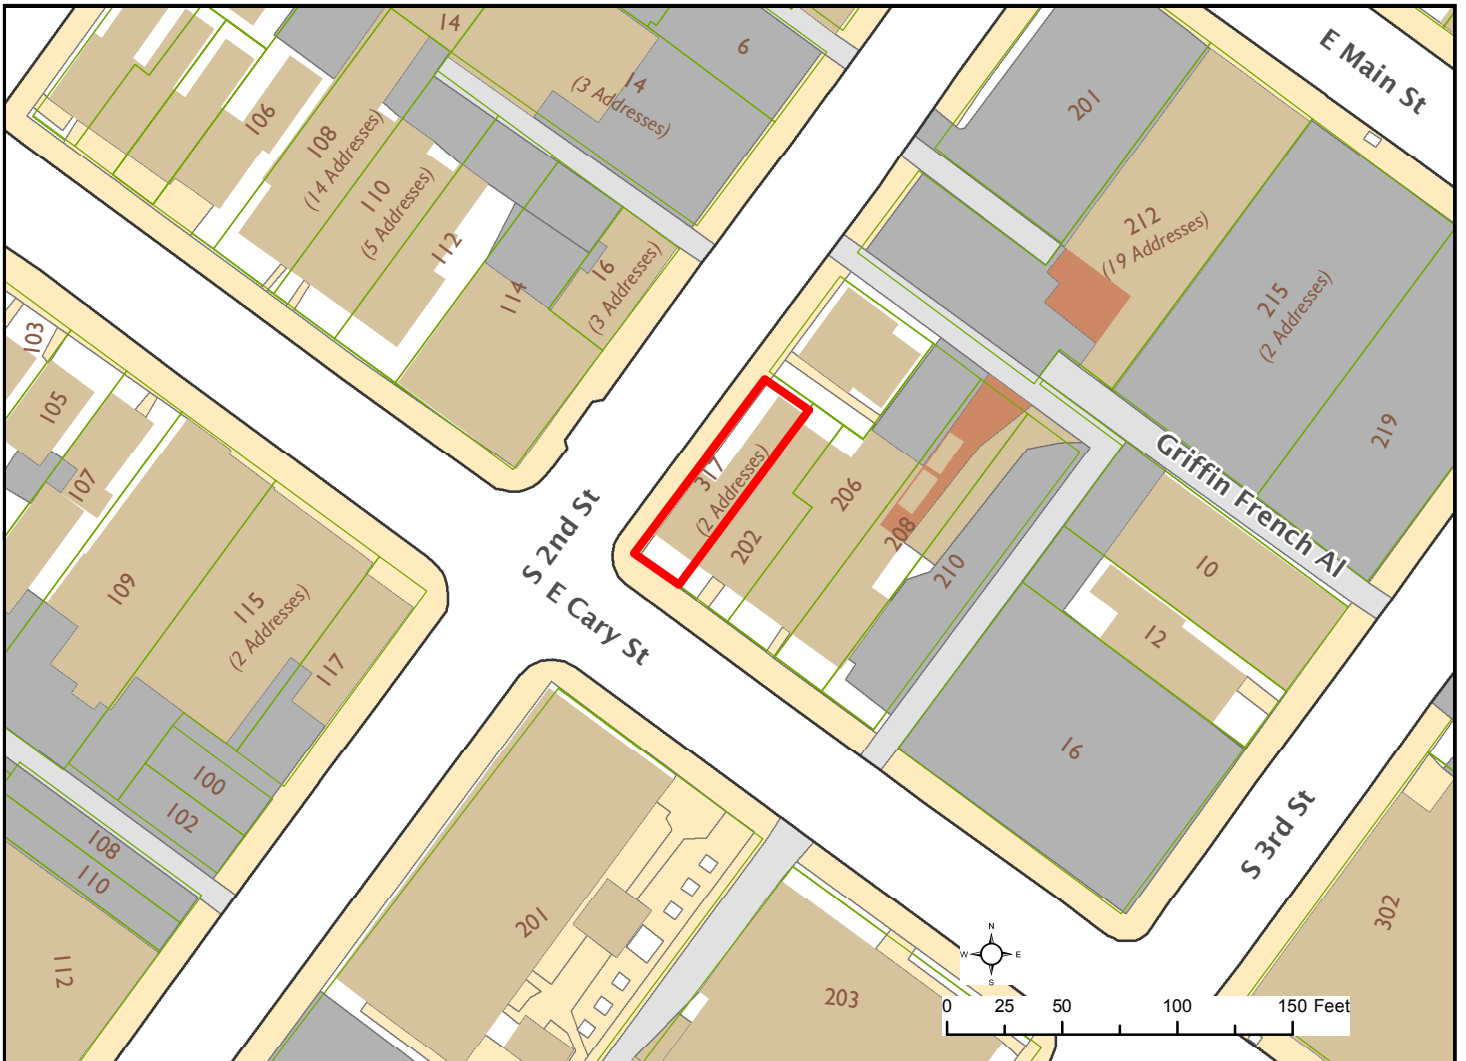 14
6
E Main St
14
(3 Addresses)
201
106
108
(14 Addresses)
110
(5 Addresses)
112
16
(3 Addresses)
114
212
(19 Addresses)
215
(2 Addresses)
219
103
105
107
109
115
(2 Addresses)
117
100
102
108
110
112
317
(2 Addresses)
202
206
208
210
Griffin French Al
10
12
16
S 2nd St
E Cary St
S 3rd St
201
203
302
N
W
E
S
0 25 50 100 150 Feet